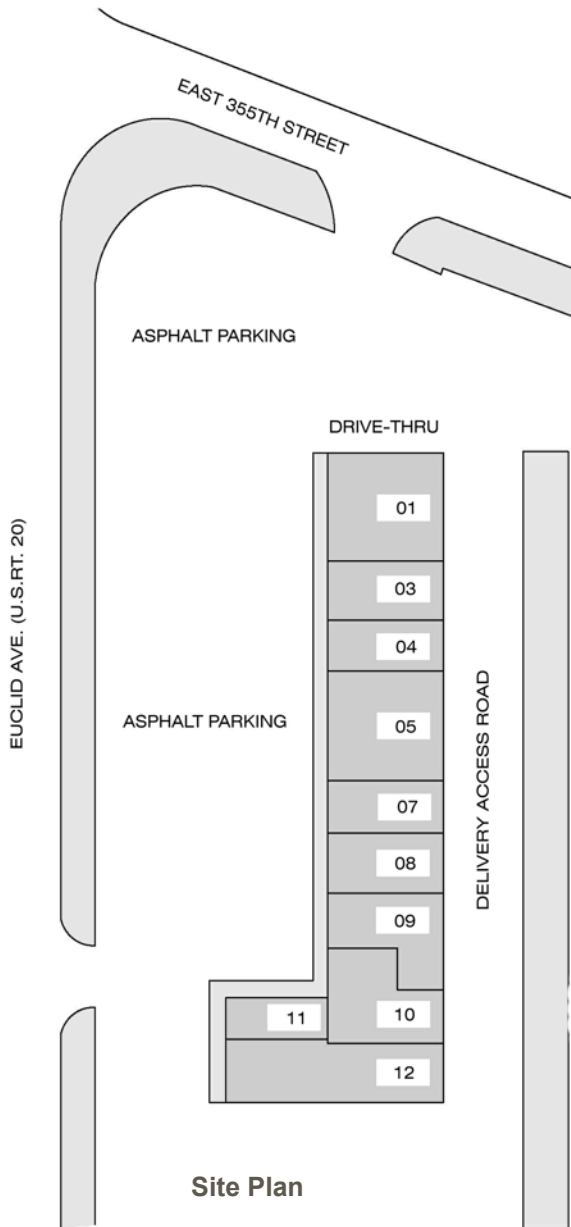 EAST 355TH STREET
ASPHALT PARKING
DRIVE-THRU
01
03
04
EUCLID AVE. (U.S.RT. 20)
ASPHALT PARKING
05
DELIVERY ACCESS ROAD
07
08
09
11
10
12
Site Plan